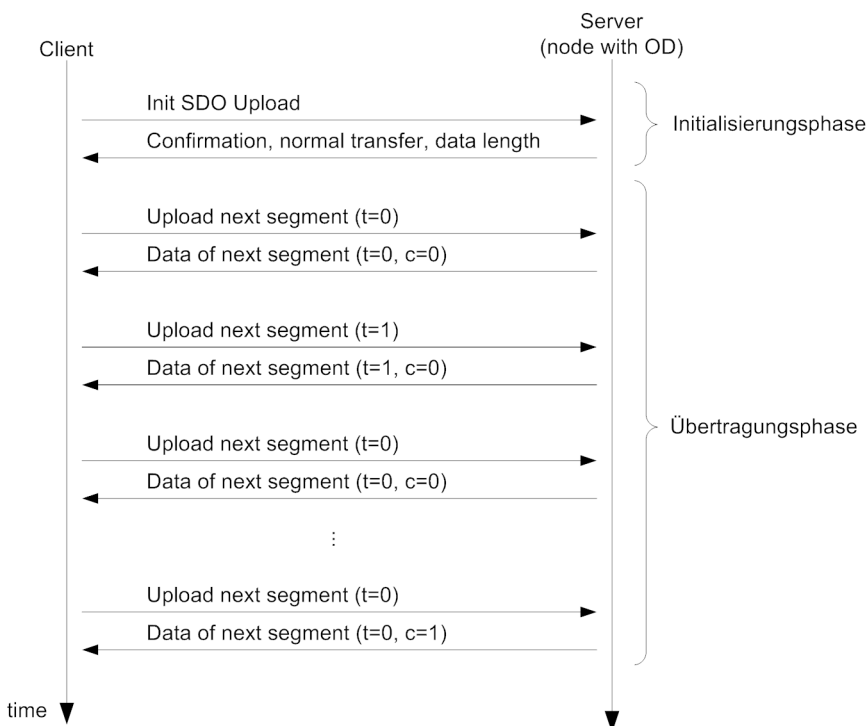 Client
Server
(node with OD)
Init SDO Upload
Confirmation, normal transfer, data length
Initialisierungsphase
Upload next segment (t=0)
Data of next segment (t=0, c=0)
Upload next segment (t=1)
Data of next segment (t=1, c=0)
Übertragungsphase
Upload next segment (t=0)
Data of next segment (t=0, c=0)
⋮
Upload next segment (t=0)
Data of next segment (t=0, c=1)
time